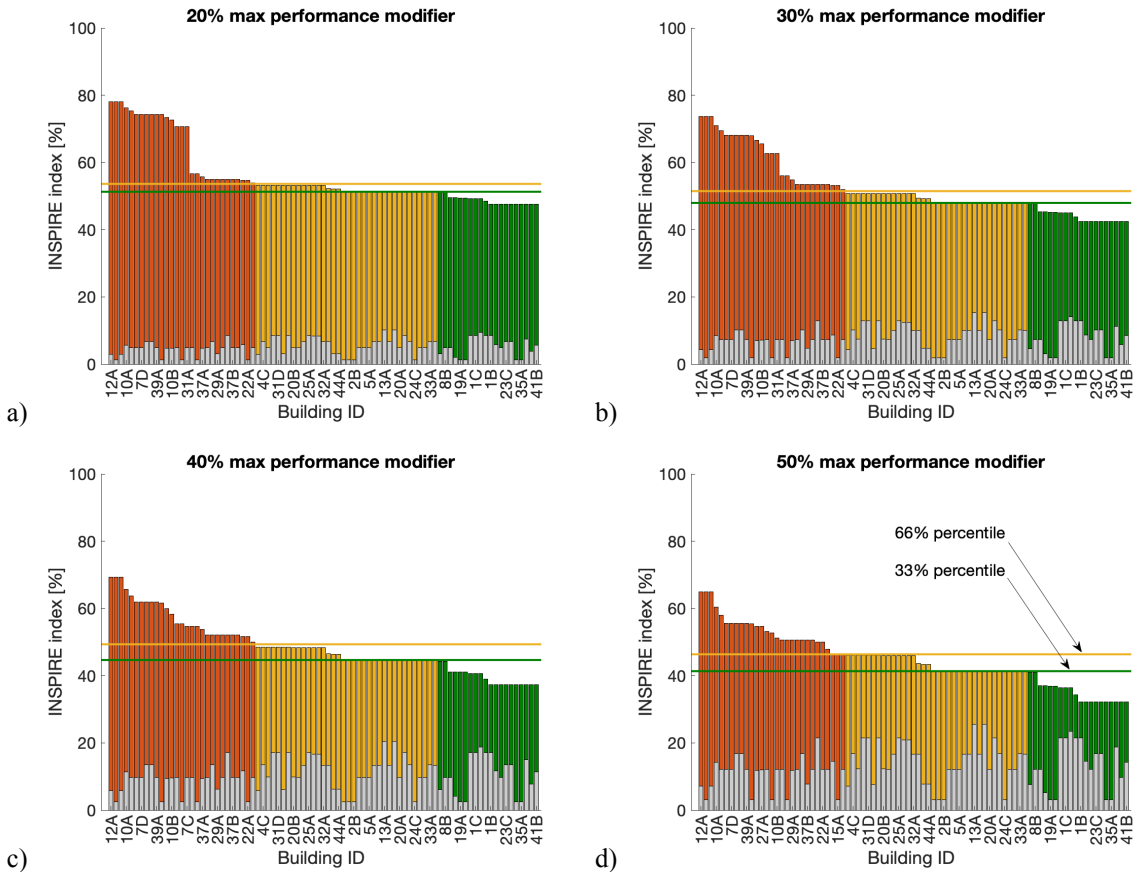 20% max performance modifier
INSPIRE index [%]
100
80
60
40
20
0
12A 10A 7D 39A 10B 31A 37A 29A 37B 22A 4C 31D 20B 25A 32A 44A 2B 5A 13A 20A 24C 33A 8B 19A 1C 1B 23C 35A 41B
Building ID
a)
30% max performance modifier
INSPIRE index [%]
100
80
60
40
20
0
12A 10A 7D 39A 10B 31A 37A 29A 37B 22A 4C 31D 20B 25A 32A 44A 2B 5A 13A 20A 24C 33A 8B 19A 1C 1B 23C 35A 41B
Building ID
b)
40% max performance modifier
INSPIRE index [%]
100
80
60
40
20
0
12A 10A 7D 39A 10B 7C 37A 29A 37B 22A 4C 31D 20B 25A 32A 44A 2B 5A 13A 20A 24C 33A 8B 19A 1C 1B 23C 35A 41B
Building ID
c)
50% max performance modifier
INSPIRE index [%]
100
80
60
40
20
0
66% percentile
33% percentile
12A 10A 7D 39A 27A 10B 31A 37B 22A 15A 4C 31D 20B 25A 32A 44A 2B 5A 13A 20A 24C 33A 8B 19A 1C 1B 23C 35A 41B
Building ID
d)